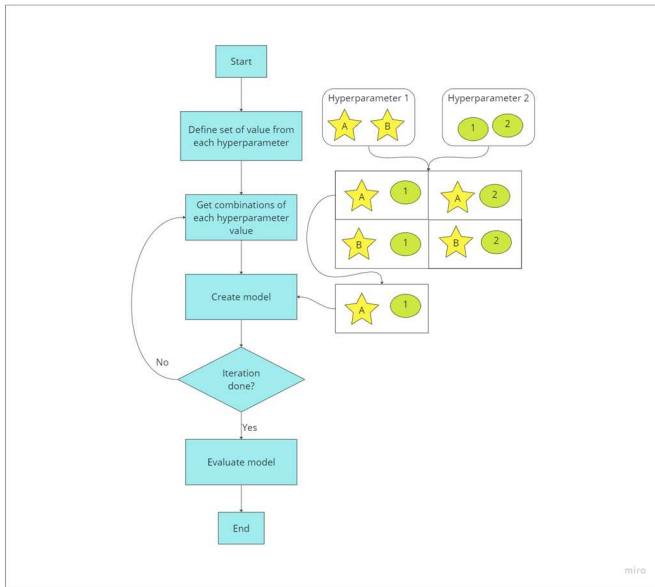 Start
Hyperparameter 1
Hyperparameter 2
A
B
1
2
Define set of value from
each hyperparameter
A
1
A
2
Get combinations of
each hyperparameter
value
B
1
B
2
Create model
A
1
No
Iteration
done?
Yes
Evaluate model
End
miro